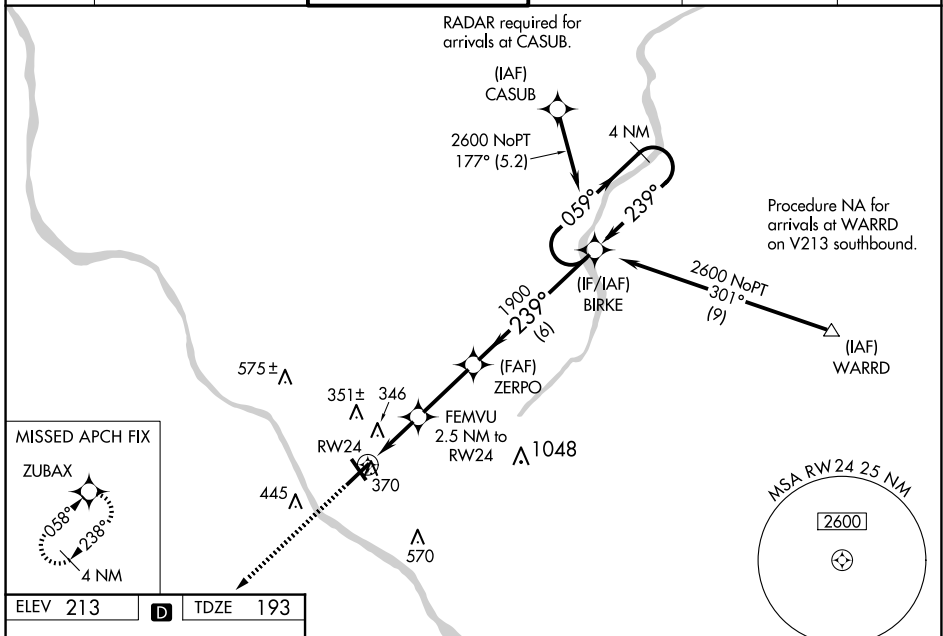 RADAR required for
arrivals at CASUB.
(IAF)
CASUB
2600 NoPT
177° (5.2)
4 NM
059°
239°
Procedure NA for
arrivals at WARRD
on V213 southbound.
(IF/IAF)
BIRKE
2600 NoPT
301°
(9)
(IAF)
WARRD
1900
239°
(6)
(FAF)
ZERPO
575±
351±
346
FEMVU
2.5 NM to
RW24
RW24
370
1048
445
570
MISSED APCH FIX
ZUBAX
058°
238°
4 NM
MSA RW24 25 NM
2600
ELEV 213
D
TDZE 193